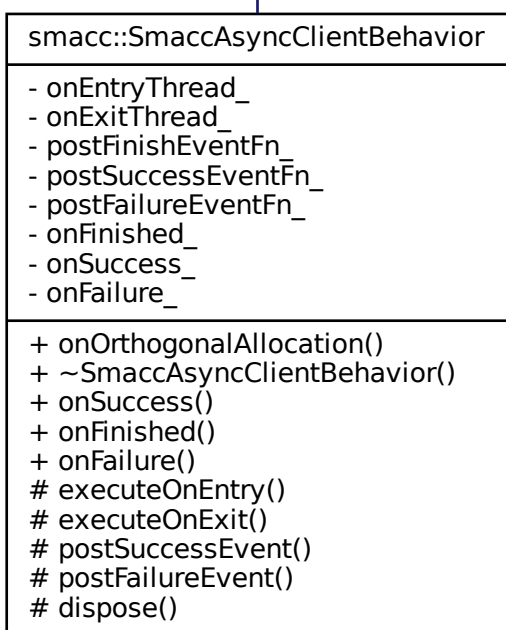 smacc::SmaccAsyncClientBehavior
- onEntryThread_
- onExitThread_
- postFinishEventFn_
- postSuccessEventFn_
- postFailureEventFn_
- onFinished_
- onSuccess_
- onFailure_
+ onOrthogonalAllocation()
+ ~SmaccAsyncClientBehavior()
+ onSuccess()
+ onFinished()
+ onFailure()
# executeOnEntry()
# executeOnExit()
# postSuccessEvent()
# postFailureEvent()
# dispose()